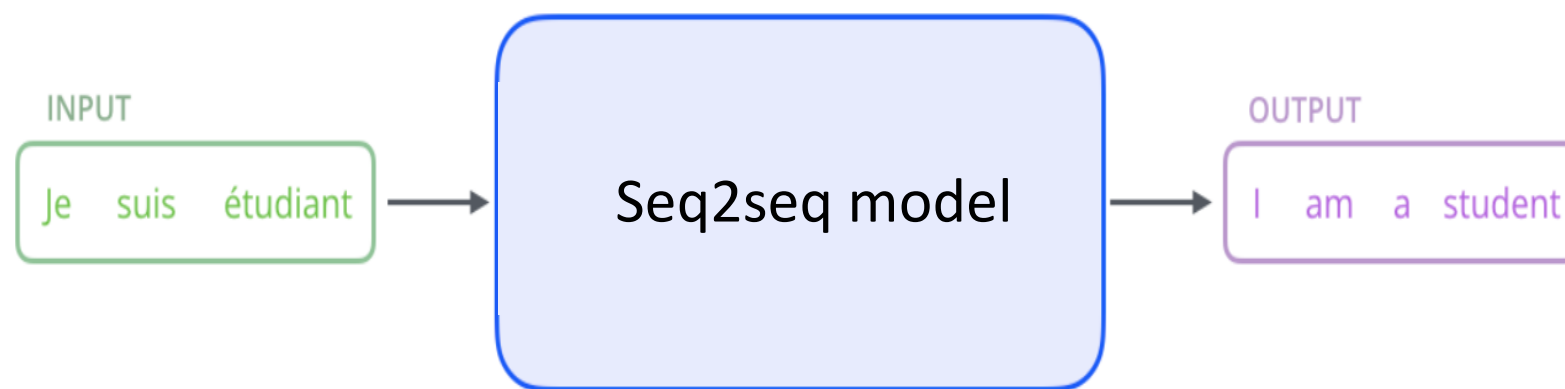 INPUT
Je suis étudiant
Seq2seq model
OUTPUT
I am a student